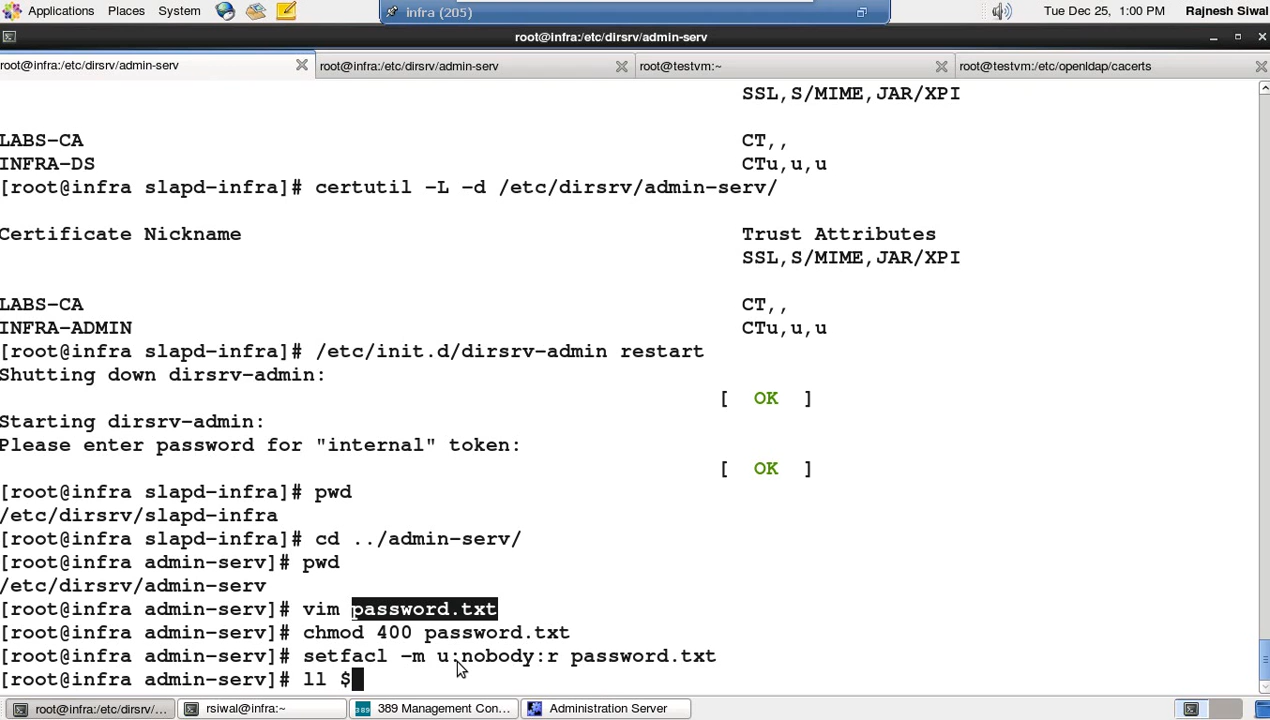 Applications Places System infra (205) Tue Dec 25, 1:00 PM Rajnesh Siwal
root@infra:/etc/dirsrv/admin-serv
root@infra:/etc/dirsrv/admin-serv root@infra:/etc/dirsrv/admin-serv root@testvm:~ root@testvm:/etc/openldap/cacerts
SSL,S/MIME,JAR/XPI
LABS-CA CT,,
INFRA-DS CTu,u,u
[root@infra slapd-infra]# certutil -L -d /etc/dirsrv/admin-serv/
Certificate Nickname Trust Attributes
SSL,S/MIME,JAR/XPI
LABS-CA CT,,
INFRA-ADMIN CTu,u,u
[root@infra slapd-infra]# /etc/init.d/dirsrv-admin restart
Shutting down dirsrv-admin:
[ OK ]
Starting dirsrv-admin:
Please enter password for "internal" token:
[ OK ]
[root@infra slapd-infra]# pwd
/etc/dirsrv/slapd-infra
[root@infra slapd-infra]# cd ../admin-serv/
[root@infra admin-serv]# pwd
/etc/dirsrv/admin-serv
[root@infra admin-serv]# vim password.txt
[root@infra admin-serv]# chmod 400 password.txt
[root@infra admin-serv]# setfacl -m u:nobody:r password.txt
[root@infra admin-serv]# ll $
root@infra:/etc/dirsrv/... rsiwal@infra:~ 389 Management Con... Administration Server